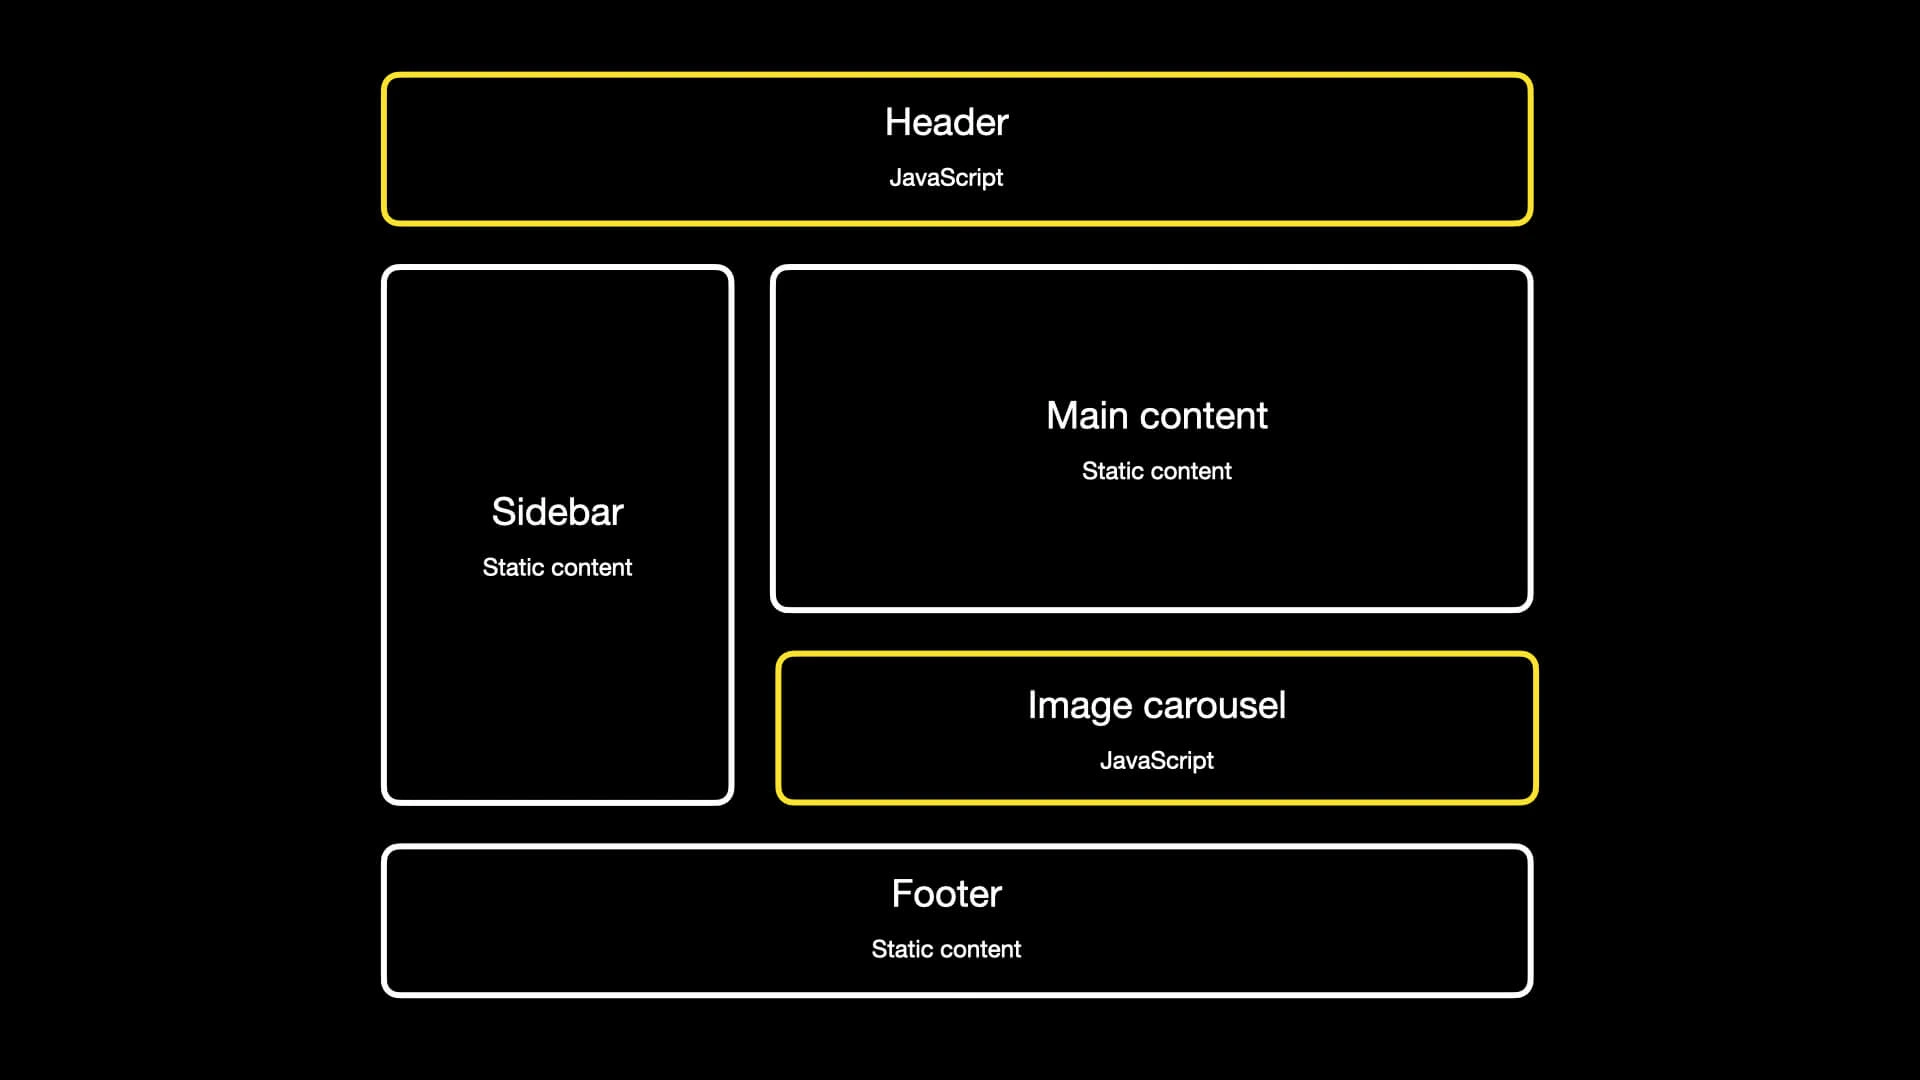 Header
JavaScript
Sidebar
Static content
Main content
Static content
Image carousel
JavaScript
Footer
Static content